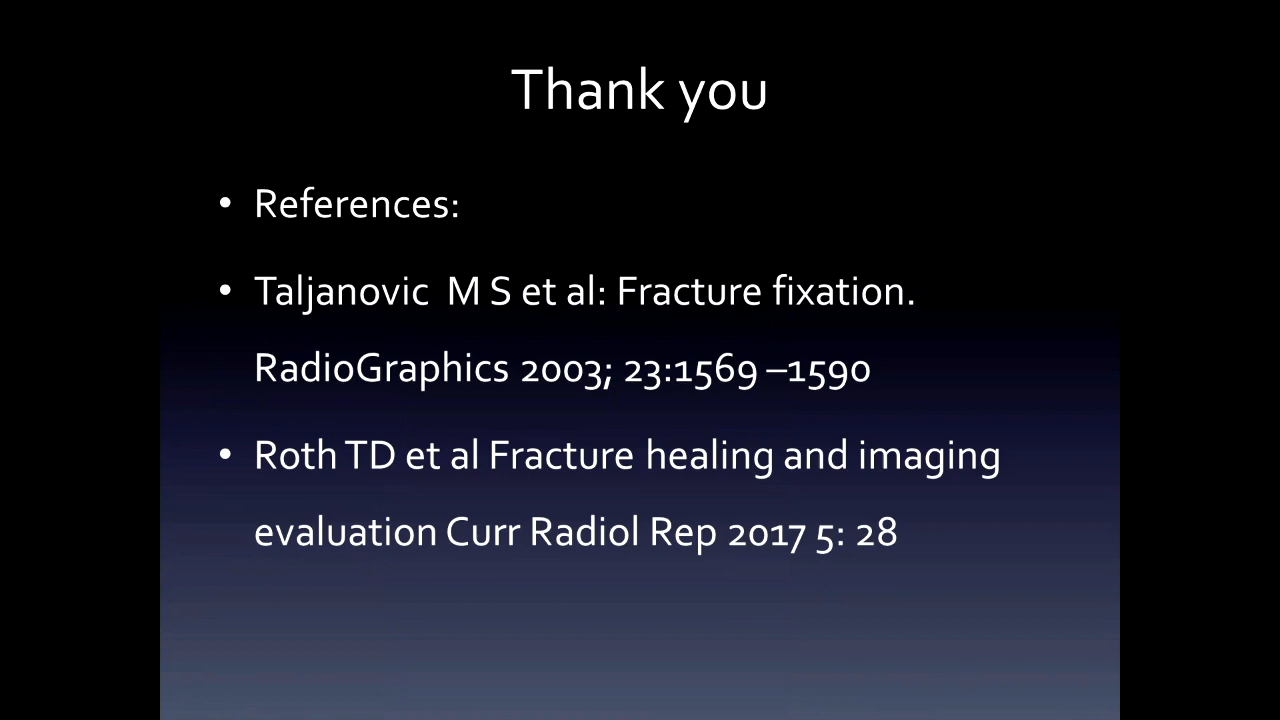 Thank you
• References:
• Taljanovic M S et al: Fracture fixation.
RadioGraphics 2003; 23:1569 –1590
• Roth TD et al Fracture healing and imaging
evaluation Curr Radiol Rep 2017 5: 28